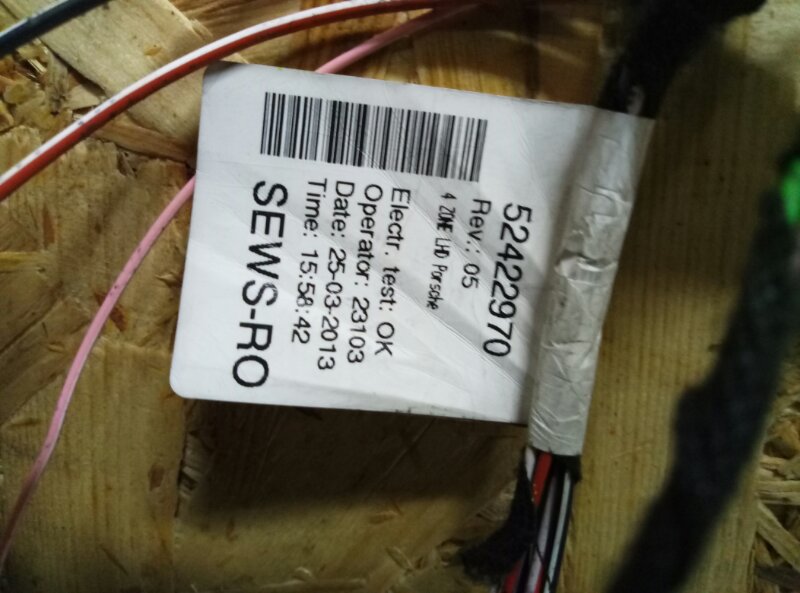 52422970
Rev.: 05
4 ZONE LHD Porsche
Electr. test: OK
Operator: 23103
Date: 25-03-2013
Time: 15:58:42
SEWS-RO